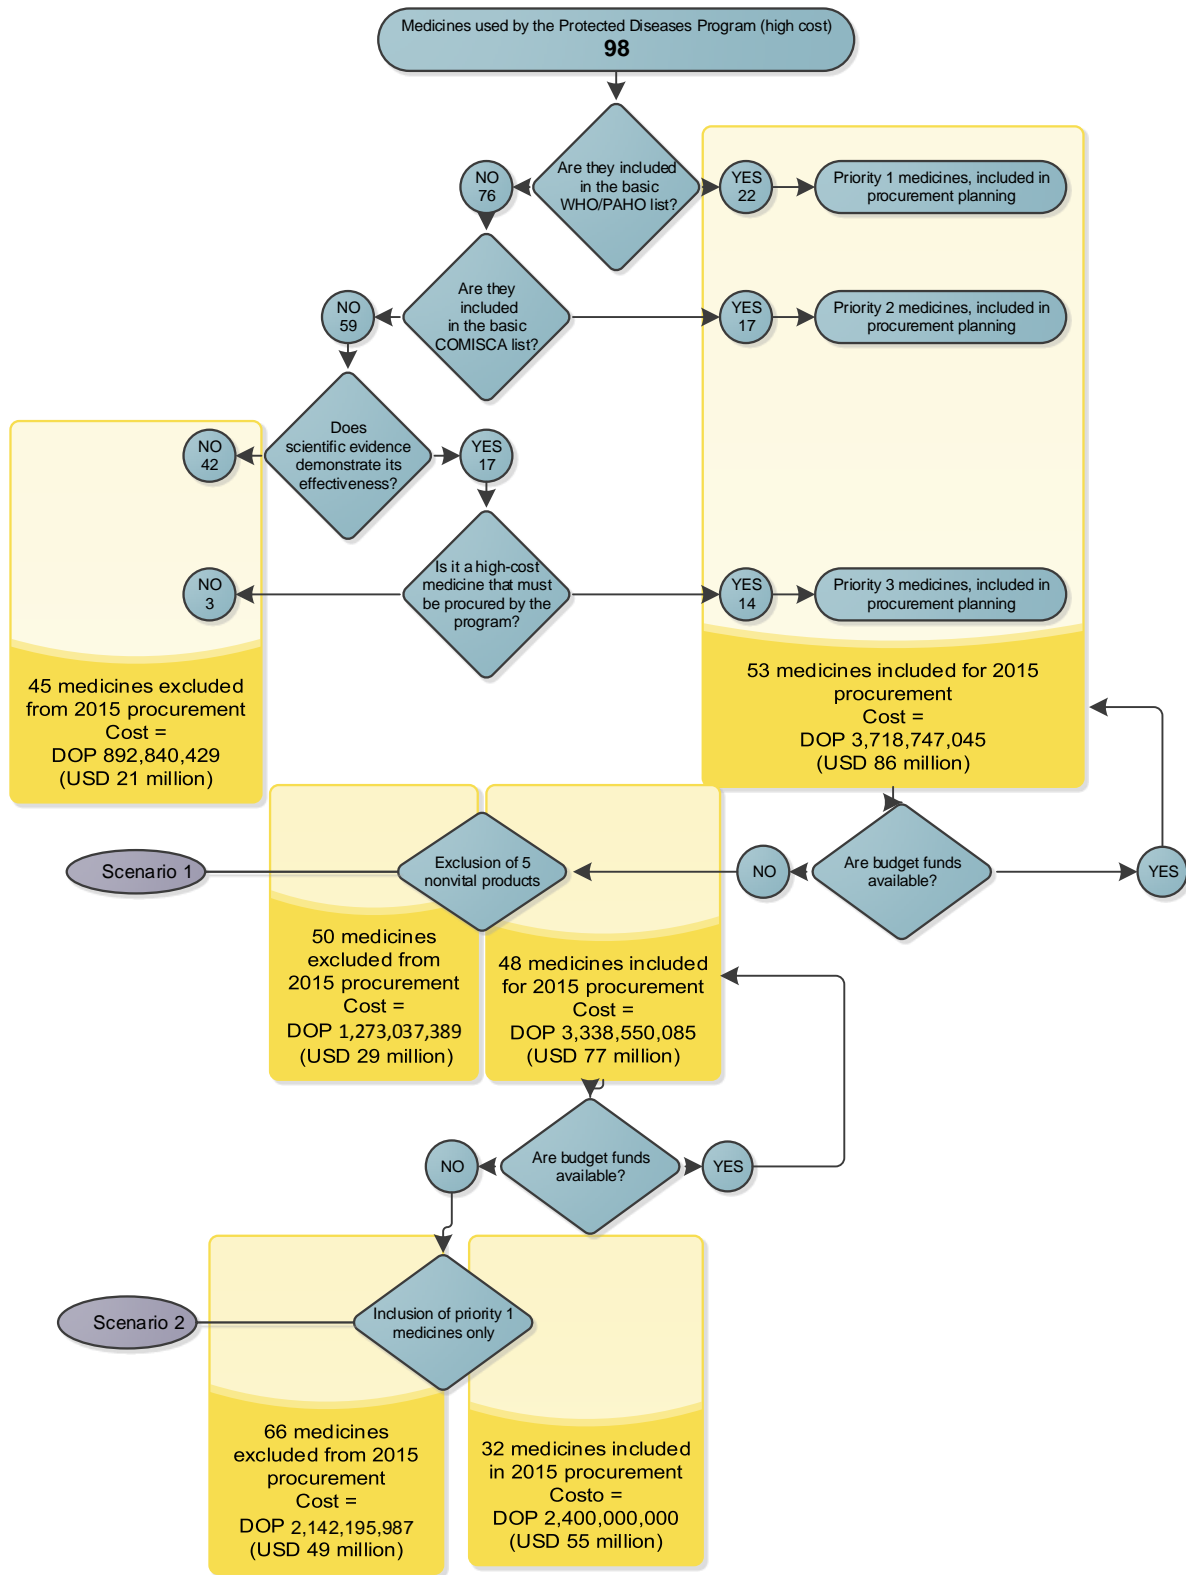 Medicines used by the Protected Diseases Program (high cost)
98
Are they included
in the basic
WHO/PAHO list?
NO
76
YES
22
Priority 1 medicines, included in
procurement planning
Are they
included
in the basic
COMISCA list?
NO
59
YES
17
Priority 2 medicines, included in
procurement planning
Does
scientific evidence
demonstrate its
effectiveness?
NO
42
YES
17
Is it a high-cost
medicine that must
be procured by the
program?
NO
3
YES
14
Priority 3 medicines, included in
procurement planning
45 medicines excluded
from 2015 procurement
Cost =
DOP 892,840,429
(USD 21 million)
53 medicines included for 2015
procurement
Cost =
DOP 3,718,747,045
(USD 86 million)
Are budget funds
available?
NO
YES
Scenario 1
Exclusion of 5
nonvital products
50 medicines
excluded from
2015 procurement
Cost =
DOP 1,273,037,389
(USD 29 million)
48 medicines included
for 2015 procurement
Cost =
DOP 3,338,550,085
(USD 77 million)
Are budget funds
available?
NO
YES
Scenario 2
Inclusion of priority 1
medicines only
66 medicines
excluded from 2015
procurement
Cost =
DOP 2,142,195,987
(USD 49 million)
32 medicines included
in 2015 procurement
Costo =
DOP 2,400,000,000
(USD 55 million)